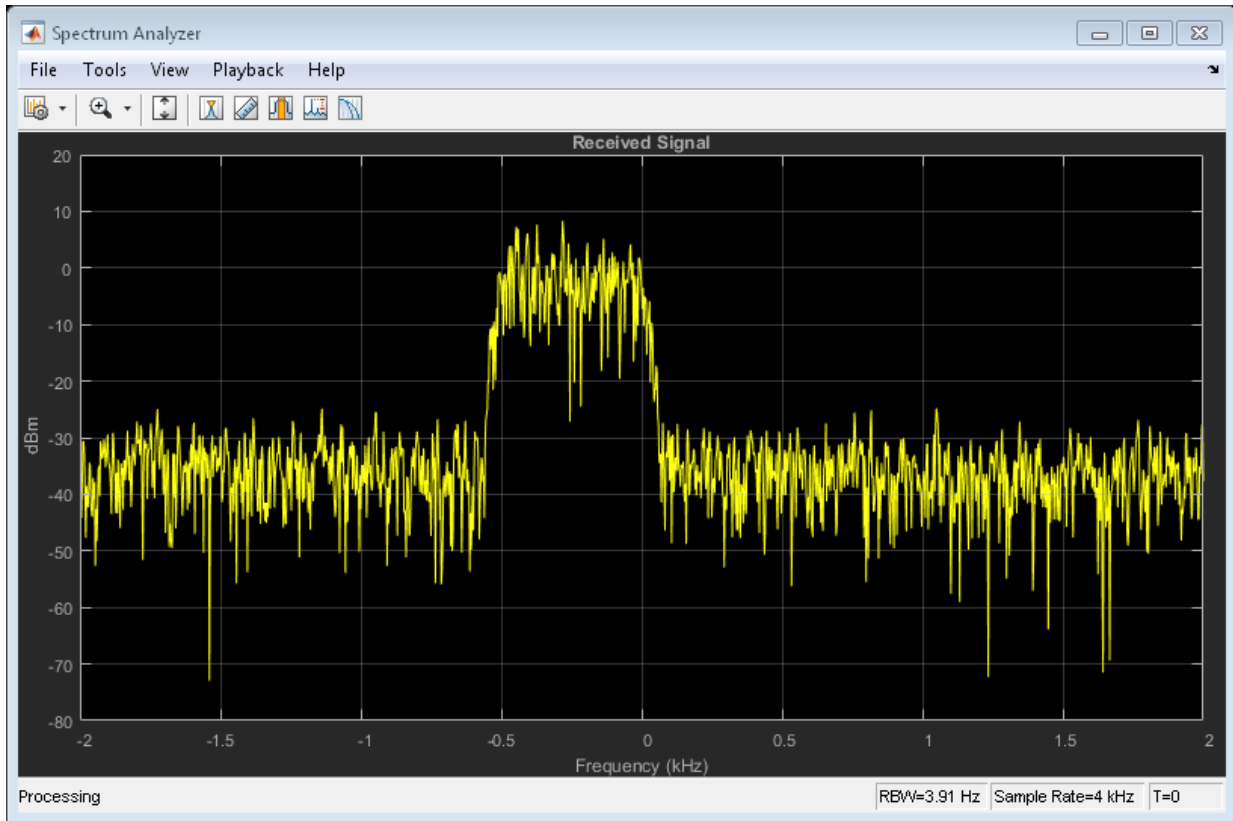 Spectrum Analyzer
File Tools View Playback Help
Received Signal
20
10
0
-10
-20
-30
-40
-50
-60
-70
-80
dBm
-2 -1.5 -1 -0.5 0 0.5 1 1.5 2
Frequency (kHz)
Processing RBW=3.91 Hz Sample Rate=4 kHz T=0